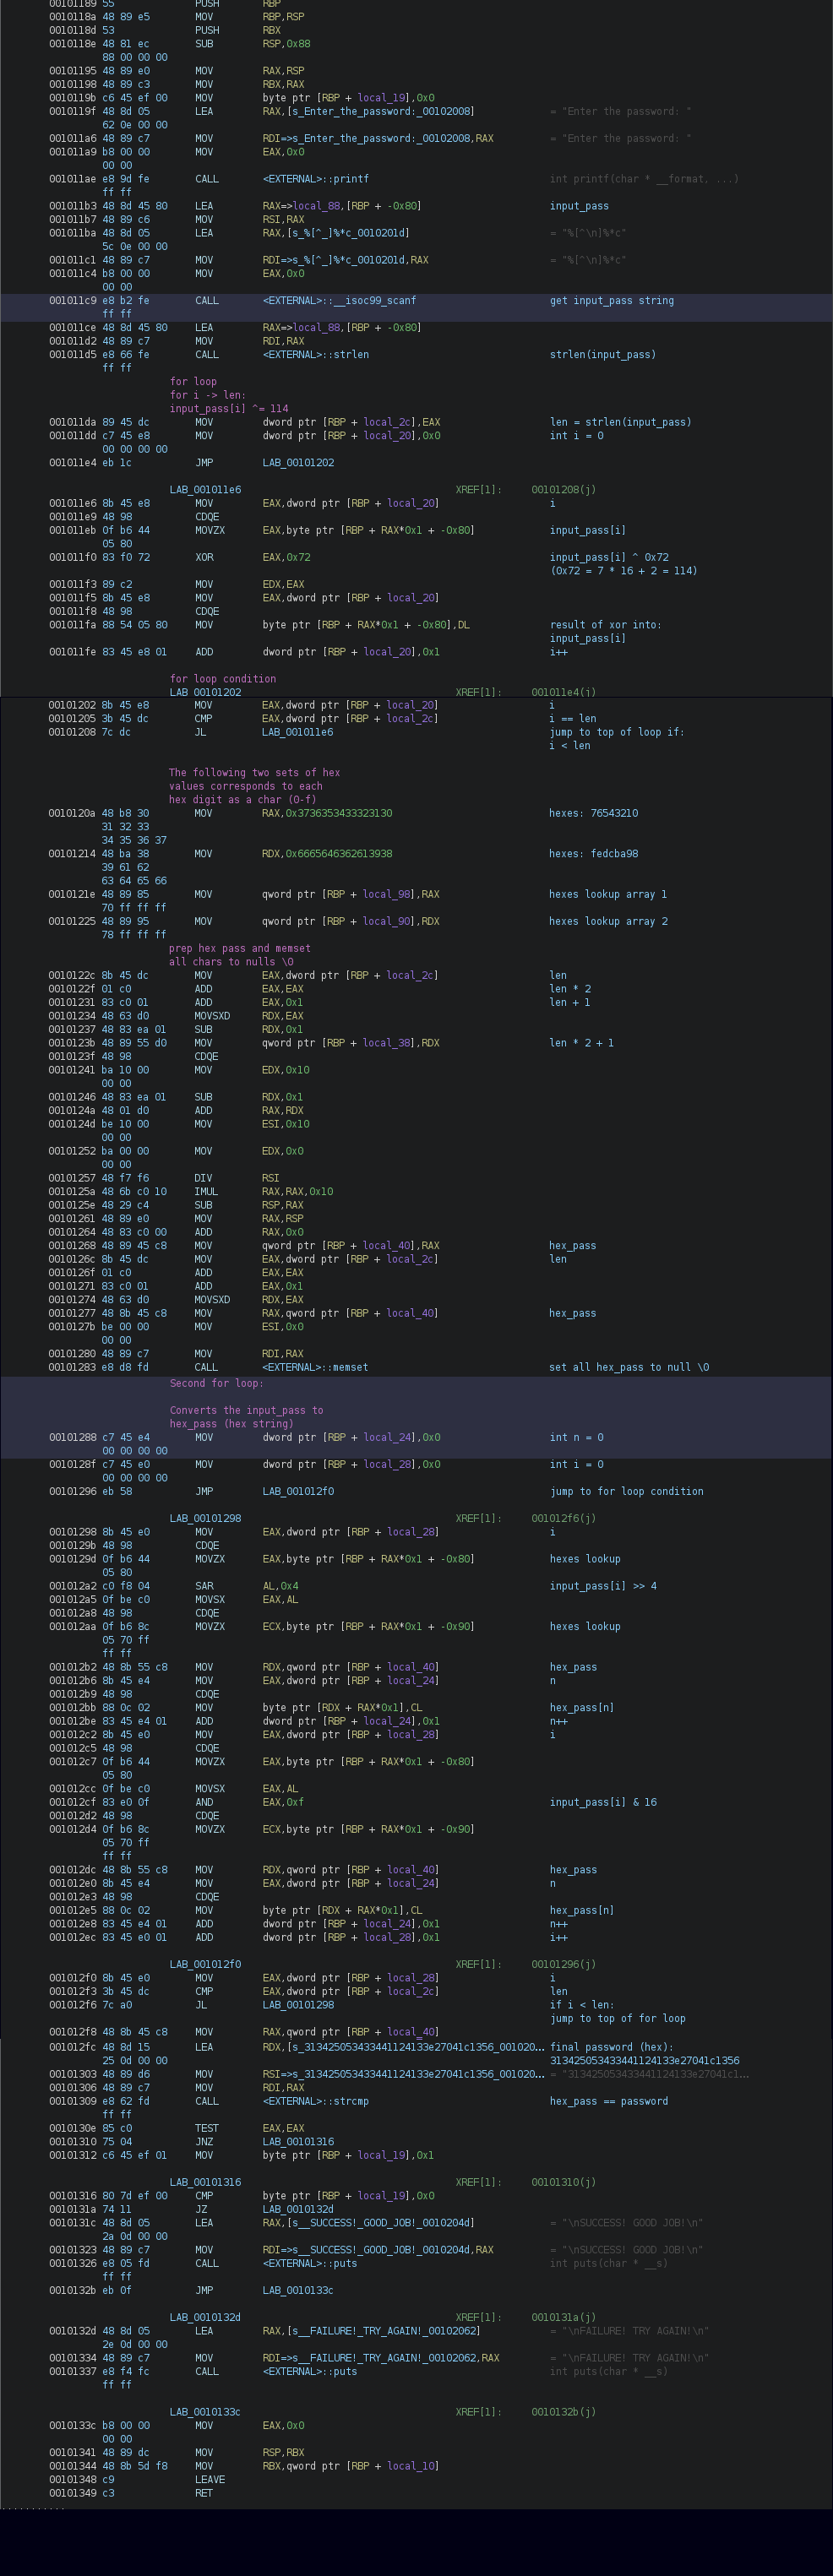 00101189 55 PUSH RBP
0010118a 48 89 e5 MOV RBP,RSP
0010118d 53 PUSH RBX
0010118e 48 81 ec SUB RSP,0x88
88 00 00 00
00101195 48 89 e0 MOV RAX,RSP
00101198 48 89 c3 MOV RBX,RAX
0010119b c6 45 ef 00 MOV byte ptr [RBP + local_19],0x0
0010119f 48 8d 05 LEA RAX,[s_Enter_the_password:_00102008] = "Enter the password: "
62 0e 00 00
001011a6 48 89 c7 MOV RDI=>s_Enter_the_password:_00102008,RAX = "Enter the password: "
001011a9 b8 00 00 MOV EAX,0x0
00 00
001011ae e8 9d fe CALL <EXTERNAL>::printf int printf(char * __format, ...)
ff ff
001011b3 48 8d 45 80 LEA RAX=>local_88,[RBP + -0x80] input_pass
001011b7 48 89 c6 MOV RSI,RAX
001011ba 48 8d 05 LEA RAX,[s_%[^_]%*c_0010201d] = "%[^\n]%*c"
5c 0e 00 00
001011c1 48 89 c7 MOV RDI=>s_%[^_]%*c_0010201d,RAX = "%[^\n]%*c"
001011c4 b8 00 00 MOV EAX,0x0
00 00
001011c9 e8 b2 fe CALL <EXTERNAL>::__isoc99_scanf get input_pass string
ff ff
001011ce 48 8d 45 80 LEA RAX=>local_88,[RBP + -0x80]
001011d2 48 89 c7 MOV RDI,RAX
001011d5 e8 66 fe CALL <EXTERNAL>::strlen strlen(input_pass)
ff ff
for loop
for i -> len:
input_pass[i] ^= 114
001011da 89 45 dc MOV dword ptr [RBP + local_2c],EAX len = strlen(input_pass)
001011dd c7 45 e8 MOV dword ptr [RBP + local_20],0x0 int i = 0
00 00 00 00
001011e4 eb 1c JMP LAB_00101202
LAB_001011e6 XREF[1]: 00101208(j)
001011e6 8b 45 e8 MOV EAX,dword ptr [RBP + local_20] i
001011e9 48 98 CDQE
001011eb 0f b6 44 MOVZX EAX,byte ptr [RBP + RAX*0x1 + -0x80] input_pass[i]
05 80
001011f0 83 f0 72 XOR EAX,0x72 input_pass[i] ^ 0x72
(0x72 = 7 * 16 + 2 = 114)
001011f3 89 c2 MOV EDX,EAX
001011f5 8b 45 e8 MOV EAX,dword ptr [RBP + local_20]
001011f8 48 98 CDQE
001011fa 88 54 05 80 MOV byte ptr [RBP + RAX*0x1 + -0x80],DL result of xor into:
input_pass[i]
001011fe 83 45 e8 01 ADD dword ptr [RBP + local_20],0x1 i++
for loop condition
LAB_00101202 XREF[1]: 001011e4(j)
00101202 8b 45 e8 MOV EAX,dword ptr [RBP + local_20] i
00101205 3b 45 dc CMP EAX,dword ptr [RBP + local_2c] i == len
00101208 7c dc JL LAB_001011e6 jump to top of loop if:
i < len
The following two sets of hex
values corresponds to each
hex digit as a char (0-f)
0010120a 48 b8 30 MOV RAX,0x3736353433323130 hexes: 76543210
31 32 33
34 35 36 37
00101214 48 ba 38 MOV RDX,0x6665646362613938 hexes: fedcba98
39 61 62
63 64 65 66
0010121e 48 89 85 MOV qword ptr [RBP + local_98],RAX hexes lookup array 1
70 ff ff ff
00101225 48 89 95 MOV qword ptr [RBP + local_90],RDX hexes lookup array 2
78 ff ff ff
prep hex pass and memset
all chars to nulls \0
0010122c 8b 45 dc MOV EAX,dword ptr [RBP + local_2c] len
0010122f 01 c0 ADD EAX,EAX len * 2
00101231 83 c0 01 ADD EAX,0x1 len + 1
00101234 48 63 d0 MOVSXD RDX,EAX
00101237 48 83 ea 01 SUB RDX,0x1
0010123b 48 89 55 d0 MOV qword ptr [RBP + local_38],RDX len * 2 + 1
0010123f 48 98 CDQE
00101241 ba 10 00 MOV EDX,0x10
00 00
00101246 48 83 ea 01 SUB RDX,0x1
0010124a 48 01 d0 ADD RAX,RDX
0010124d be 10 00 MOV ESI,0x10
00 00
00101252 ba 00 00 MOV EDX,0x0
00 00
00101257 48 f7 f6 DIV RSI
0010125a 48 6b c0 10 IMUL RAX,RAX,0x10
0010125e 48 29 c4 SUB RSP,RAX
00101261 48 89 e0 MOV RAX,RSP
00101264 48 83 c0 00 ADD RAX,0x0
00101268 48 89 45 c8 MOV qword ptr [RBP + local_40],RAX hex_pass
0010126c 8b 45 dc MOV EAX,dword ptr [RBP + local_2c] len
0010126f 01 c0 ADD EAX,EAX
00101271 83 c0 01 ADD EAX,0x1
00101274 48 63 d0 MOVSXD RDX,EAX
00101277 48 8b 45 c8 MOV RAX,qword ptr [RBP + local_40] hex_pass
0010127b be 00 00 MOV ESI,0x0
00 00
00101280 48 89 c7 MOV RDI,RAX
00101283 e8 d8 fd CALL <EXTERNAL>::memset set all hex_pass to null \0
Second for loop:
Converts the input_pass to
hex_pass (hex string)
00101288 c7 45 e4 MOV dword ptr [RBP + local_24],0x0 int n = 0
00 00 00 00
0010128f c7 45 e0 MOV dword ptr [RBP + local_28],0x0 int i = 0
00 00 00 00
00101296 eb 58 JMP LAB_001012f0 jump to for loop condition
LAB_00101298 XREF[1]: 001012f6(j)
00101298 8b 45 e0 MOV EAX,dword ptr [RBP + local_28] i
0010129b 48 98 CDQE
0010129d 0f b6 44 MOVZX EAX,byte ptr [RBP + RAX*0x1 + -0x80] hexes lookup
05 80
001012a2 c0 f8 04 SAR AL,0x4 input_pass[i] >> 4
001012a5 0f be c0 MOVSX EAX,AL
001012a8 48 98 CDQE
001012aa 0f b6 8c MOVZX ECX,byte ptr [RBP + RAX*0x1 + -0x90] hexes lookup
05 70 ff
ff ff
001012b2 48 8b 55 c8 MOV RDX,qword ptr [RBP + local_40] hex_pass
001012b6 8b 45 e4 MOV EAX,dword ptr [RBP + local_24] n
001012b9 48 98 CDQE
001012bb 88 0c 02 MOV byte ptr [RDX + RAX*0x1],CL hex_pass[n]
001012be 83 45 e4 01 ADD dword ptr [RBP + local_24],0x1 n++
001012c2 8b 45 e0 MOV EAX,dword ptr [RBP + local_28] i
001012c5 48 98 CDQE
001012c7 0f b6 44 MOVZX EAX,byte ptr [RBP + RAX*0x1 + -0x80]
05 80
001012cc 0f be c0 MOVSX EAX,AL
001012cf 83 e0 0f AND EAX,0xf input_pass[i] & 16
001012d2 48 98 CDQE
001012d4 0f b6 8c MOVZX ECX,byte ptr [RBP + RAX*0x1 + -0x90]
05 70 ff
ff ff
001012dc 48 8b 55 c8 MOV RDX,qword ptr [RBP + local_40] hex_pass
001012e0 8b 45 e4 MOV EAX,dword ptr [RBP + local_24] n
001012e3 48 98 CDQE
001012e5 88 0c 02 MOV byte ptr [RDX + RAX*0x1],CL hex_pass[n]
001012e8 83 45 e4 01 ADD dword ptr [RBP + local_24],0x1 n++
001012ec 83 45 e0 01 ADD dword ptr [RBP + local_28],0x1 i++
LAB_001012f0 XREF[1]: 00101296(j)
001012f0 8b 45 e0 MOV EAX,dword ptr [RBP + local_28] i
001012f3 3b 45 dc CMP EAX,dword ptr [RBP + local_2c] len
001012f6 7c a0 JL LAB_00101298 if i < len:
jump to top of for loop
001012f8 48 8b 45 c8 MOV RAX,qword ptr [RBP + local_40]
001012fc 48 8d 15 LEA RDX,[s_313425053433441124133e27041c1356_001020... final password (hex):
25 0d 00 00 313425053433441124133e27041c1356
00101303 48 89 d6 MOV RSI=>s_313425053433441124133e27041c1356_001020... = "313425053433441124133e27041c1...
00101306 48 89 c7 MOV RDI,RAX
00101309 e8 62 fd CALL <EXTERNAL>::strcmp hex_pass == password
ff ff
0010130e 85 c0 TEST EAX,EAX
00101310 75 04 JNZ LAB_00101316
00101312 c6 45 ef 01 MOV byte ptr [RBP + local_19],0x1
LAB_00101316 XREF[1]: 00101310(j)
00101316 80 7d ef 00 CMP byte ptr [RBP + local_19],0x0
0010131a 74 11 JZ LAB_0010132d
0010131c 48 8d 05 LEA RAX,[s__SUCCESS!_GOOD_JOB!_0010204d] = "\nSUCCESS! GOOD JOB!\n"
2a 0d 00 00
00101323 48 89 c7 MOV RDI=>s__SUCCESS!_GOOD_JOB!_0010204d,RAX = "\nSUCCESS! GOOD JOB!\n"
00101326 e8 05 fd CALL <EXTERNAL>::puts int puts(char * __s)
ff ff
0010132b eb 0f JMP LAB_0010133c
LAB_0010132d XREF[1]: 0010131a(j)
0010132d 48 8d 05 LEA RAX,[s__FAILURE!_TRY_AGAIN!_00102062] = "\nFAILURE! TRY AGAIN!\n"
2e 0d 00 00
00101334 48 89 c7 MOV RDI=>s__FAILURE!_TRY_AGAIN!_00102062,RAX = "\nFAILURE! TRY AGAIN!\n"
00101337 e8 f4 fc CALL <EXTERNAL>::puts int puts(char * __s)
ff ff
LAB_0010133c XREF[1]: 0010132b(j)
0010133c b8 00 00 MOV EAX,0x0
00 00
00101341 48 89 dc MOV RSP,RBX
00101344 48 8b 5d f8 MOV RBX,qword ptr [RBP + local_10]
00101348 c9 LEAVE
00101349 c3 RET